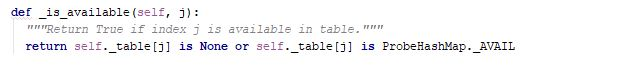 def _is_available(self, j):
"""Return True if index j is available in table."""
return self._table[j] is None or self._table[j] is ProbeHashMap._AVAIL